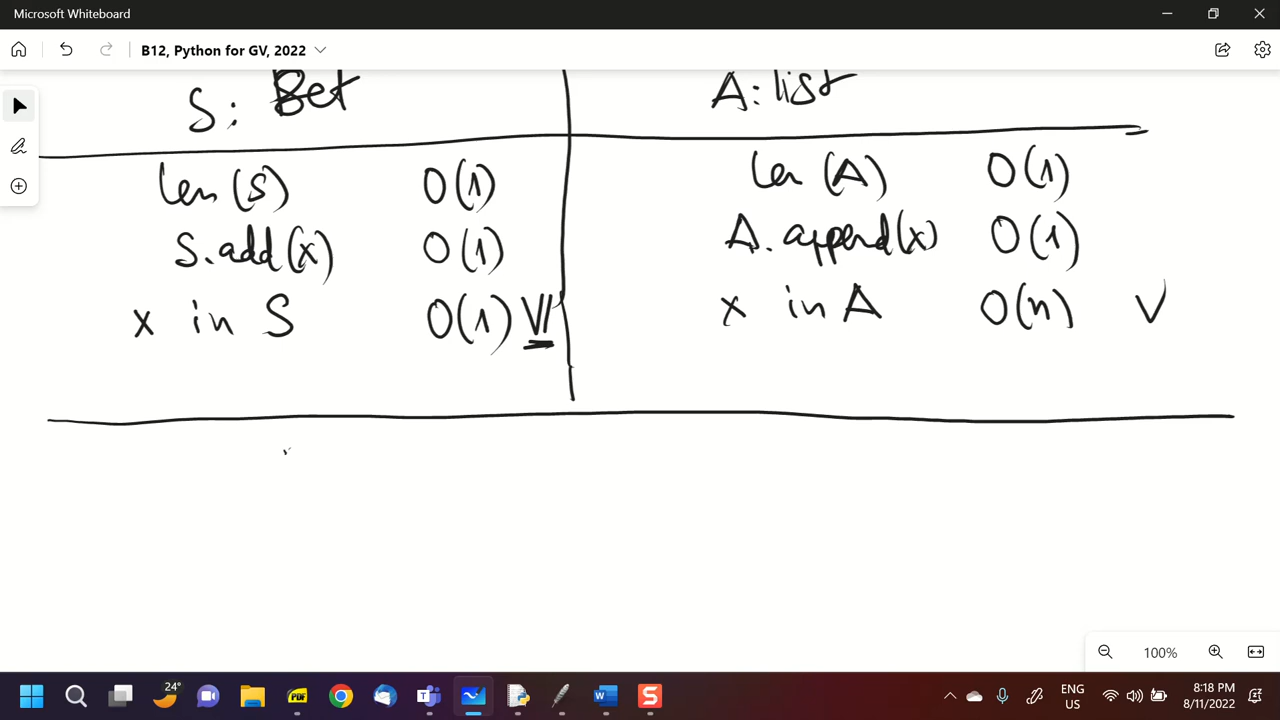 Microsoft Whiteboard
B12, Python for GV, 2022
S: Set
A: list
len(S) O(1)
len(A) O(1)
S.add(x) O(1)
A.append(x) O(1)
x in S O(1) VI
x in A O(n) V
100%
24°
ENG
US
8:18 PM
8/11/2022